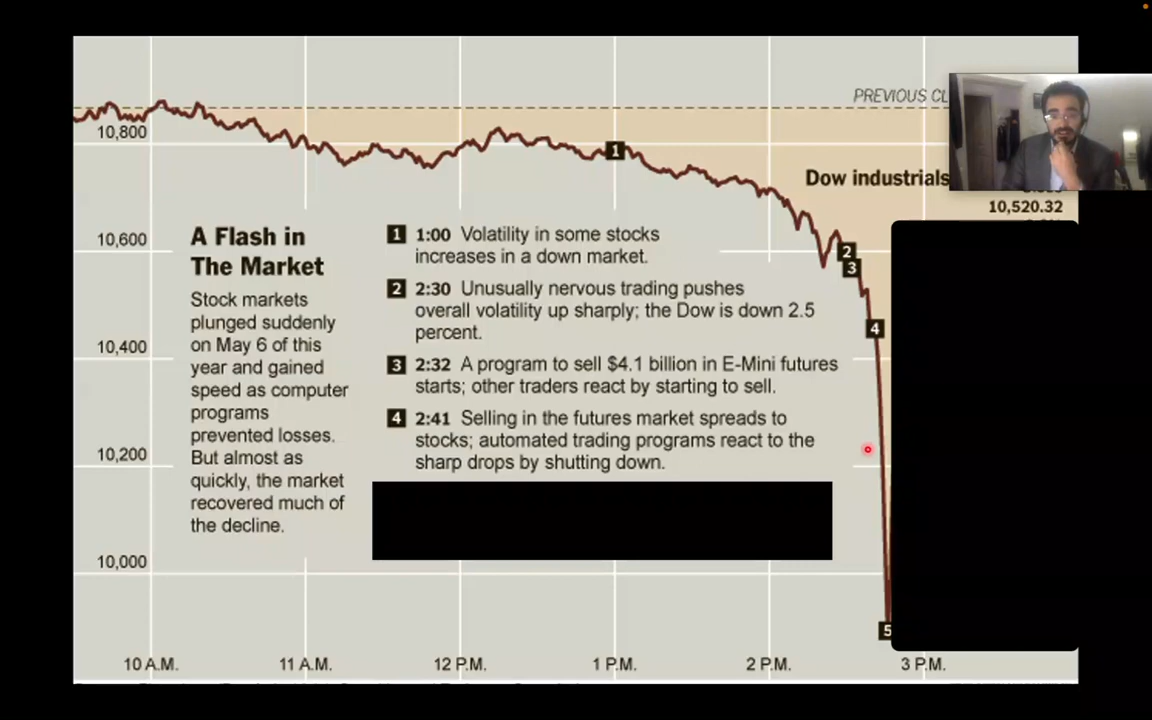 PREVIOUS
10,800
1
Dow industrials
10,520.32
A Flash in
The Market
Stock markets
plunged suddenly
on May 6 of this
year and gained
speed as computer
programs
prevented losses.
But almost as
quickly, the market
recovered much of
the decline.
1 1:00 Volatility in some stocks
increases in a down market.
2 2:30 Unusually nervous trading pushes
overall volatility up sharply; the Dow is down 2.5
percent.
3 2:32 A program to sell $4.1 billion in E-Mini futures
starts; other traders react by starting to sell.
4 2:41 Selling in the futures market spreads to
stocks; automated trading programs react to the
sharp drops by shutting down.
2
3
4
5
10,600
10,400
10,200
10,000
10 A.M.
11 A.M.
12 P.M.
1 P.M.
2 P.M.
3 P.M.